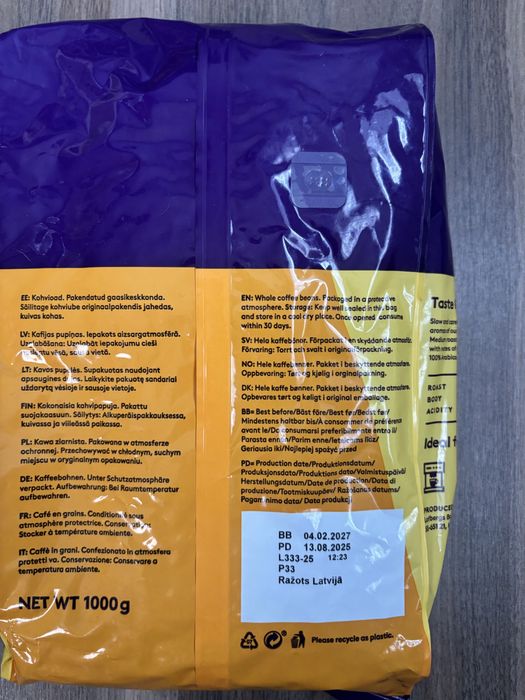 EE: Kohvioad. Pakendatud gaasikeskkonda.
Säilitage kohviube originaalpakendis jahedas,
kuivas kohas.
LV: Kafijas pupiņas. Iepakots aizsargatmosfērā.
Uzglabāšana: Uzglabāt iepakojumu cieši
vēsā, sausā vietā.
LT: Kavos pupelės. Supakuotas naudojant
apsaugines dujas. Laikykite pakuotę sandariai
uždarytą vėsioje ir sausoje vietoje.
FIN: Kokonaisia kahvipapuja. Pakattu
suojakaasuun. Säilytys: Alkuperäispakkauksessa,
kuivassa ja viileässä paikassa.
PL: Kawa ziarnista. Pakowana w atmosferze
ochronnej. Przechowywać w chłodnym, suchym
miejscu w oryginalnym opakowaniu.
DE: Kaffeebohnen. Unter Schutzatmosphäre
verpackt. Aufbewahrung: Bei Raumtemperatur
aufbewahren.
FR: Café en grains. Conditionné sous
atmosphère protectrice. Conservation:
Stocker à température ambiente.
IT: Caffè in grani. Confezionato in atmosfera
protetti va. Conservazione: Conservare a
temperatura ambiente.
NET WT 1000g
EN: Whole coffee beans. Packaged in a protective
atmosphere. Storage: Keep well sealed in this bag
and store in a cool dry place. Once opened, consume
within 30 days.
SV: Hela kaffebönor. Förpackat i en skyddande atmosfär.
Förvaring: Torrt och svalt i originalförpackning.
NO: Hele kaffebønner. Pakket i beskyttende atmosfære.
Oppbevaring: Tørt og kjølig i originalpakning.
DK: Hele kaffe bønner. Pakket i beskyttende atmosfære.
Opbevares tørt og køligt i original emballage.
BB= Best before/Bäst före/Best før/Bedst før/
Mindestens haltbar bis/A consommer de préférence
avant le/Da consumarsi preferibilmente entro il/
Parasta ennen/Parim enne/Ieteicams līdz/
Geriausia iki/Najlepiej spożyć przed
PD= Production date/Produktionsdatum/
Produksjonsdato/Produktions dato/Valmistuspäivä/
Herstellungsdatum/Date de production/Data di
produzione/Tootmiskuupäev/ Ražošanas datums/
Pagaminimo data/ Data produkcji
BB 04.02.2027
PD 13.08.2025
L333-25 12:23
P33
Ražots Latvijā
Please recycle as plastic.
Taste
ROAST
BODY
ACIDITY
Ideal f